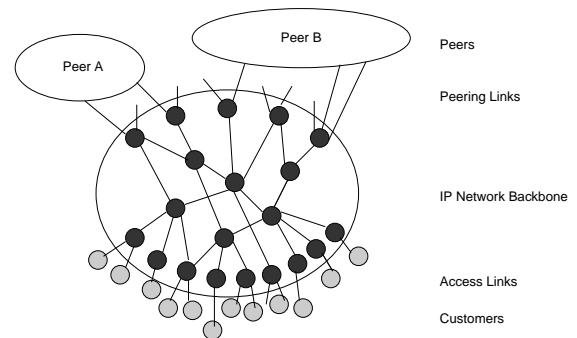 Peer B
Peers
Peer A
Peering Links
IP Network Backbone
Access Links
Customers